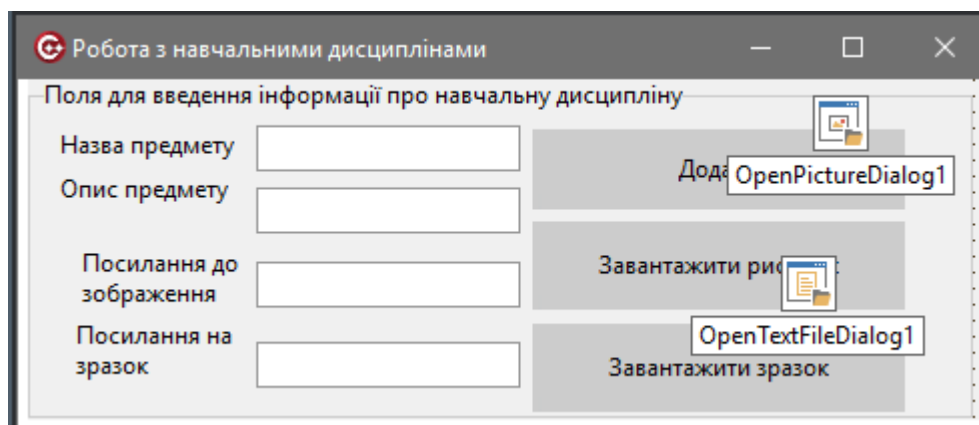 Робота з навчальними дисциплінами
Поля для введення інформації про навчальну дисципліну
Назва предмету
Опис предмету
OpenPictureDialog1
Посилання до
зображення
Завантажити
OpenTextFileDialog1
Посилання на
зразок
Завантажити зразок